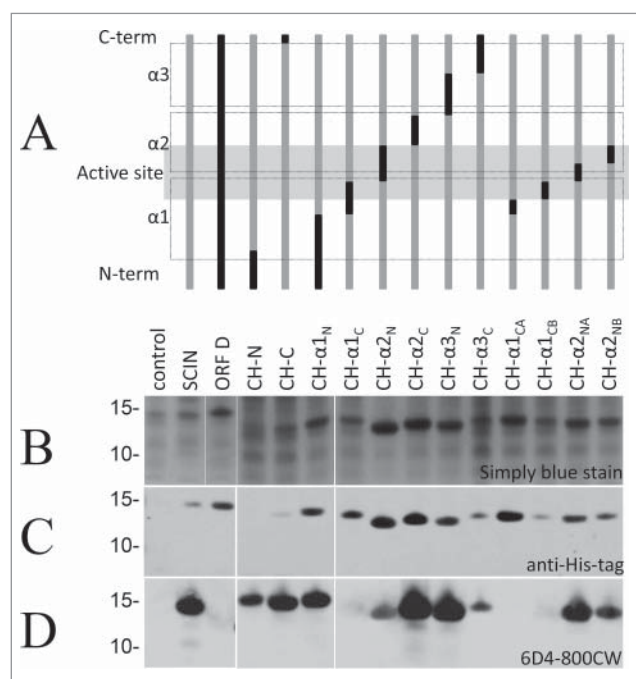 A
C-term
α3
α2
Active site
α1
N-term
control
SCIN
ORF D
CH-N
CH-C
CH-α1N
CH-α1C
CH-α2N
CH-α2C
CH-α3N
CH-α3C
CH-α1CA
CH-α1CB
CH-α2NA
CH-α2NB
B
15-
10-
Simply blue stain
C
15-
10-
anti-His-tag
D
15-
10-
6D4-800CW